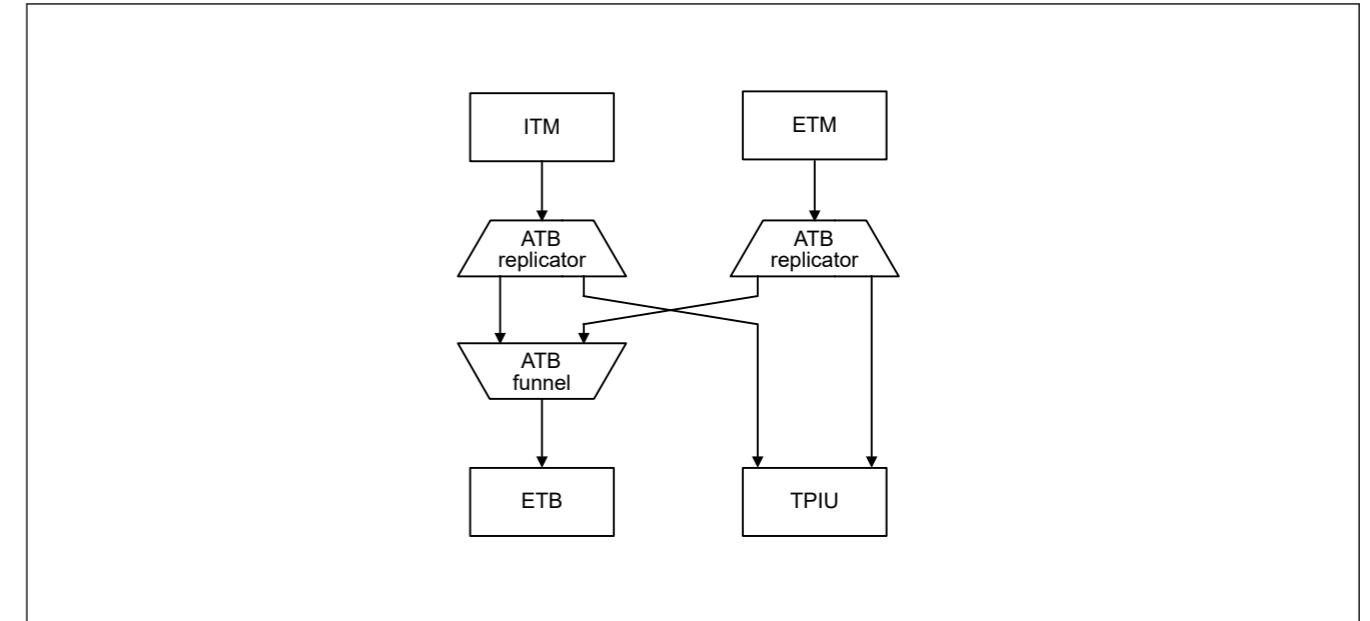 ITM
ETM
ATB
replicator
ATB
replicator
ATB
funnel
ETB
TPIU